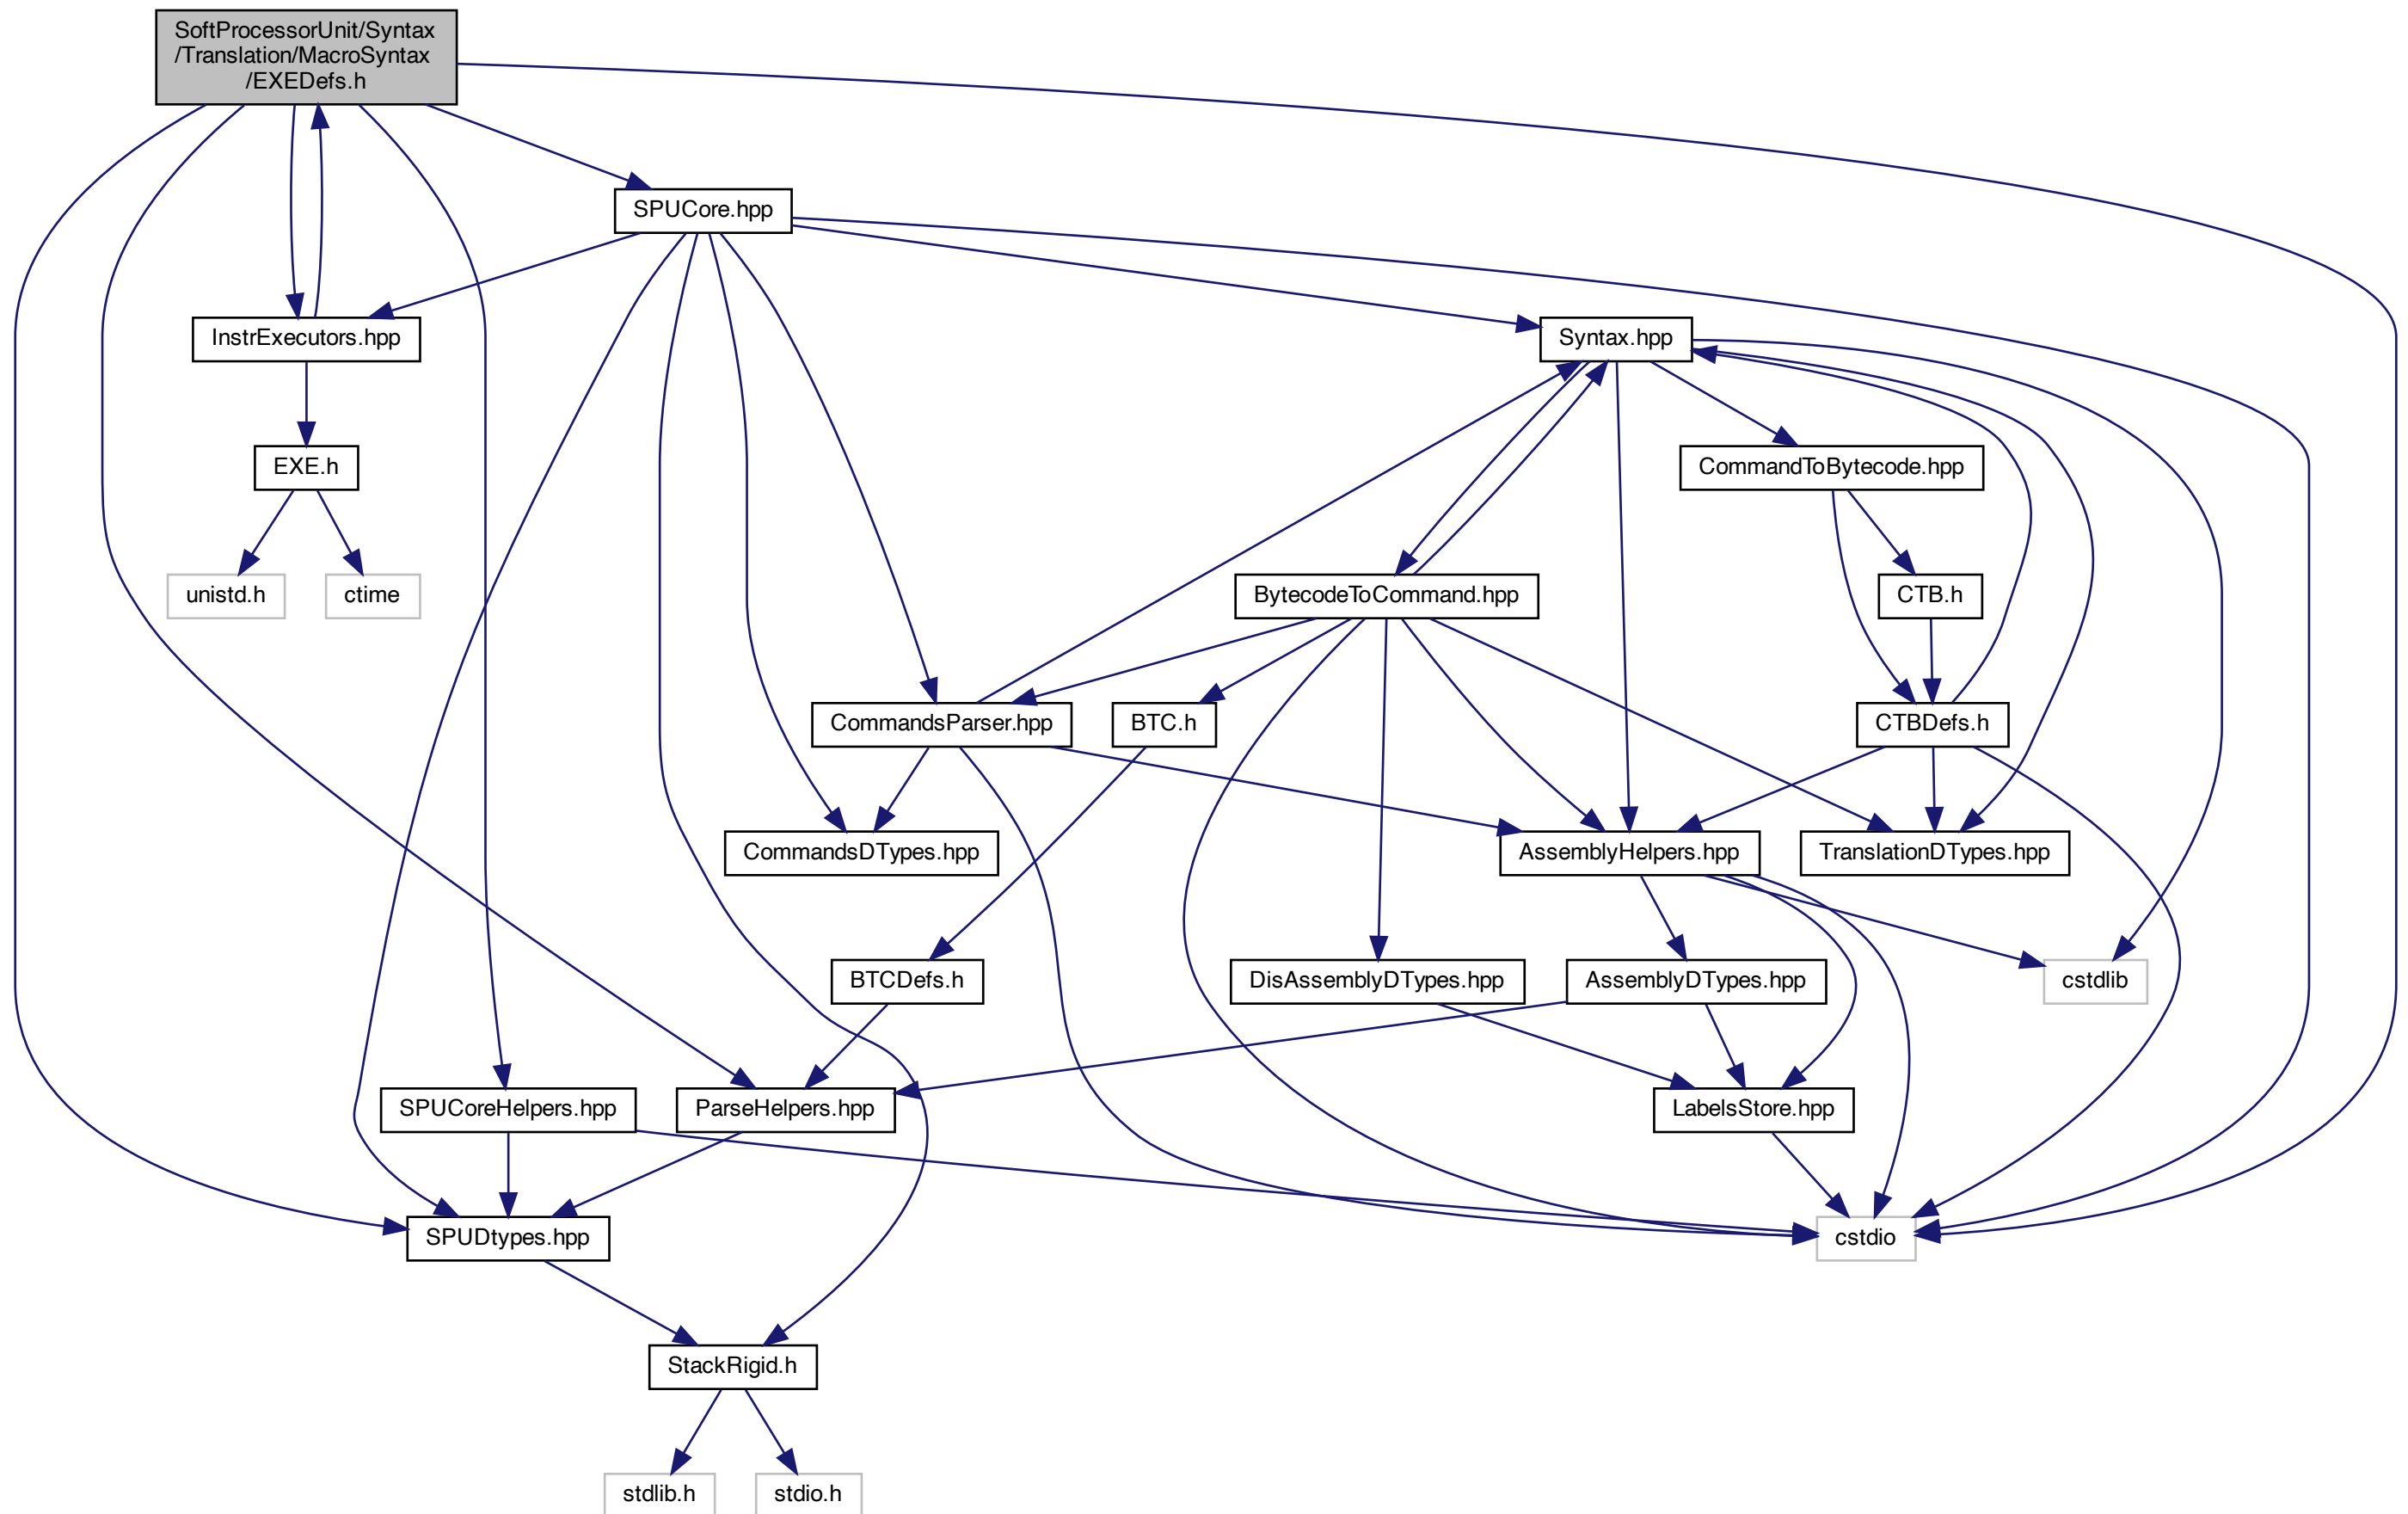 SoftProcessorUnit/Syntax
/Translation/MacroSyntax
/EXEDefs.h
SPUCore.hpp
InstrExecutors.hpp
Syntax.hpp
EXE.h
CommandToBytecode.hpp
unistd.h
ctime
BytecodeToCommand.hpp
CTB.h
CommandsParser.hpp
BTC.h
CTBDefs.h
CommandsDTypes.hpp
AssemblyHelpers.hpp
TranslationDTypes.hpp
BTCDefs.h
DisAssemblyDTypes.hpp
AssemblyDTypes.hpp
cstdlib
SPUCoreHelpers.hpp
ParseHelpers.hpp
LabelsStore.hpp
SPUDtypes.hpp
cstdio
StackRigid.h
stdlib.h
stdio.h